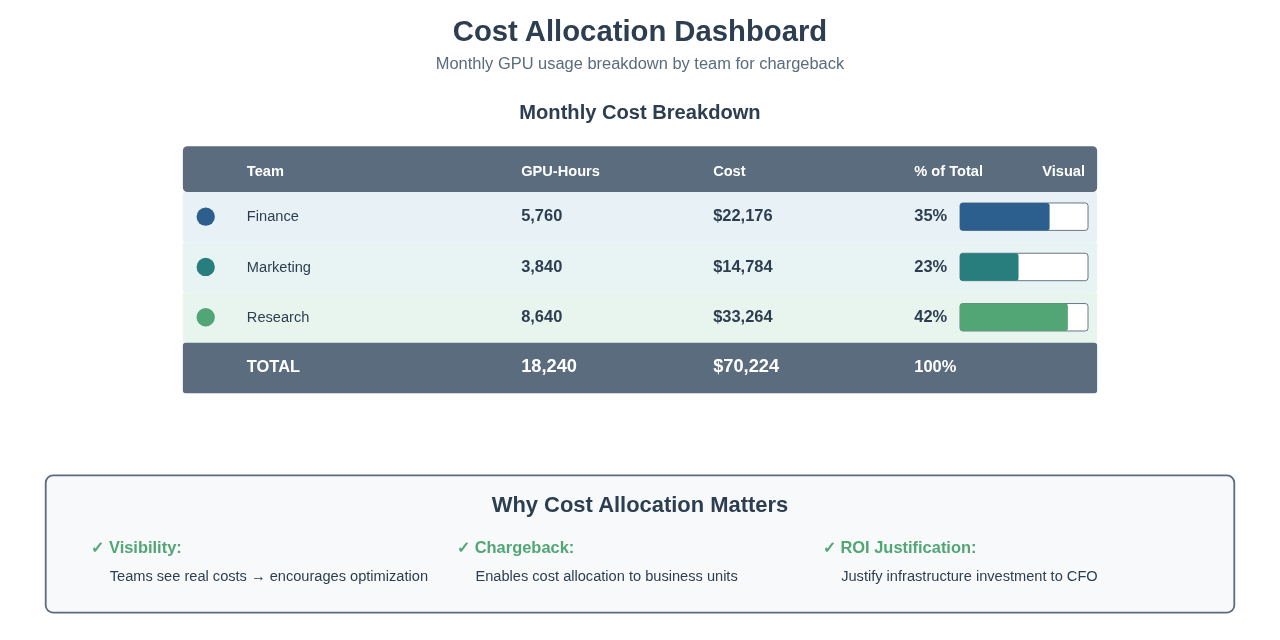 Cost Allocation Dashboard
Monthly GPU usage breakdown by team for chargeback
Monthly Cost Breakdown
Team GPU-Hours Cost % of Total Visual
Finance 5,760 $22,176 35%
Marketing 3,840 $14,784 23%
Research 8,640 $33,264 42%
TOTAL 18,240 $70,224 100%
Why Cost Allocation Matters
✓ Visibility: ✓ Chargeback: ✓ ROI Justification:
Teams see real costs → encourages optimization Enables cost allocation to business units Justify infrastructure investment to CFO